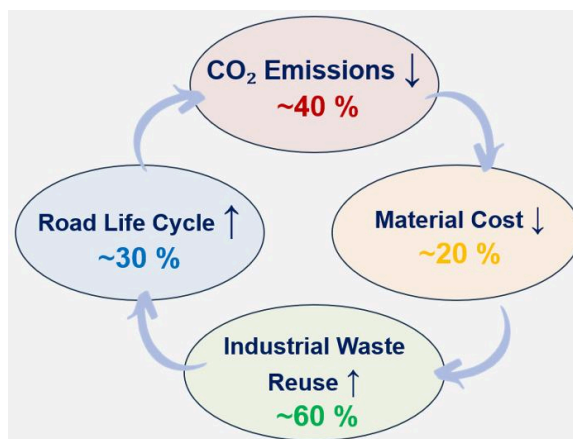 CO₂ Emissions ↓
~40 %
Road Life Cycle ↑
~30 %
Material Cost ↓
~20 %
Industrial Waste
Reuse ↑
~60 %